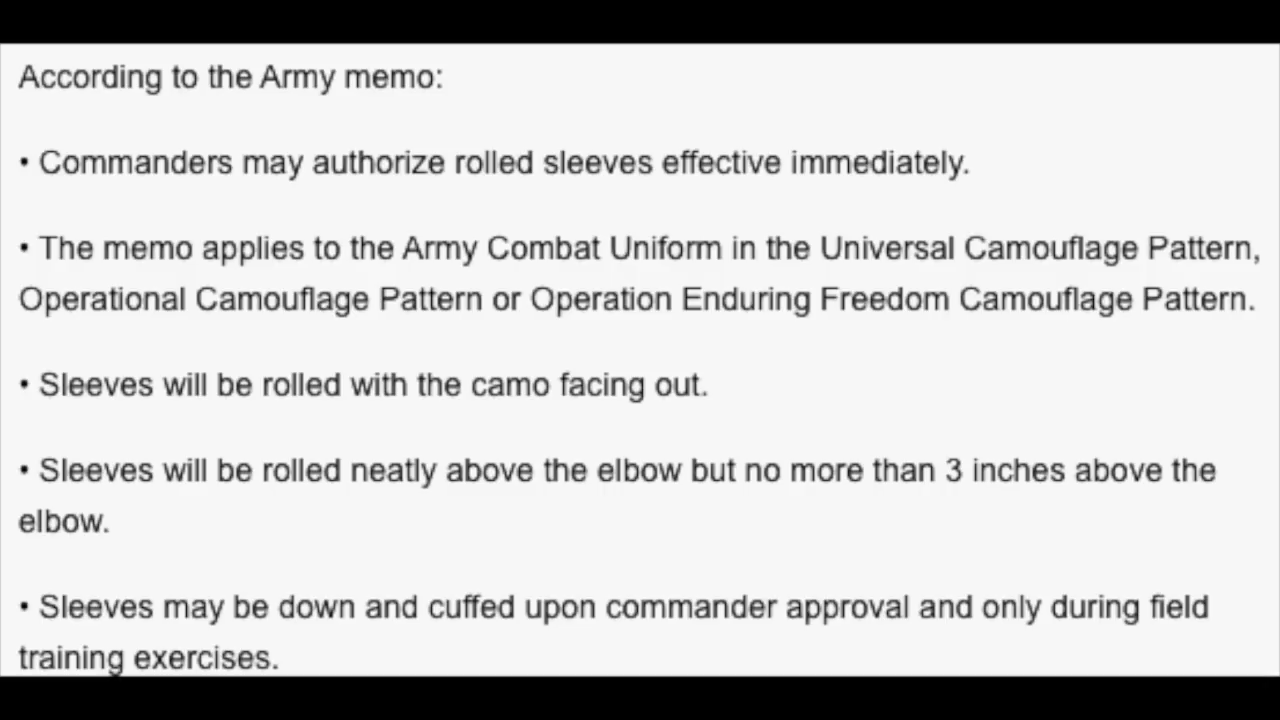 According to the Army memo:
• Commanders may authorize rolled sleeves effective immediately.
• The memo applies to the Army Combat Uniform in the Universal Camouflage Pattern,
Operational Camouflage Pattern or Operation Enduring Freedom Camouflage Pattern.
• Sleeves will be rolled with the camo facing out.
• Sleeves will be rolled neatly above the elbow but no more than 3 inches above the
elbow.
• Sleeves may be down and cuffed upon commander approval and only during field
training exercises.